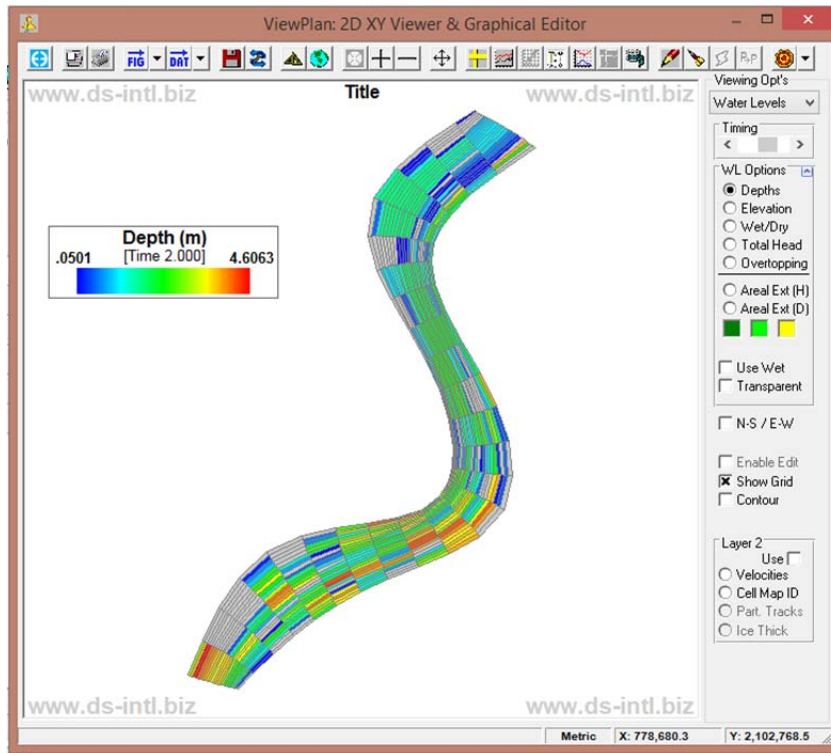 ViewPlan: 2D XY Viewer & Graphical Editor
FIG
DAT
Viewing Opt's
www.ds-intl.biz
Title
www.ds-intl.biz
Water Levels
Timing
WL Options
Depths
Elevation
Wet/Dry
Total Head
Overtopping
Areal Ext (H)
Areal Ext (D)
Use Wet
Transparent
N-S / E-W
Enable Edit
Show Grid
Contour
Layer 2
Use
Velocities
Cell Map ID
Part. Tracks
Ice Thick
Depth (m)
.0501 [Time 2.000] 4.6063
www.ds-intl.biz
www.ds-intl.biz
Metric X: 778,680.3 Y: 2,102,768.5